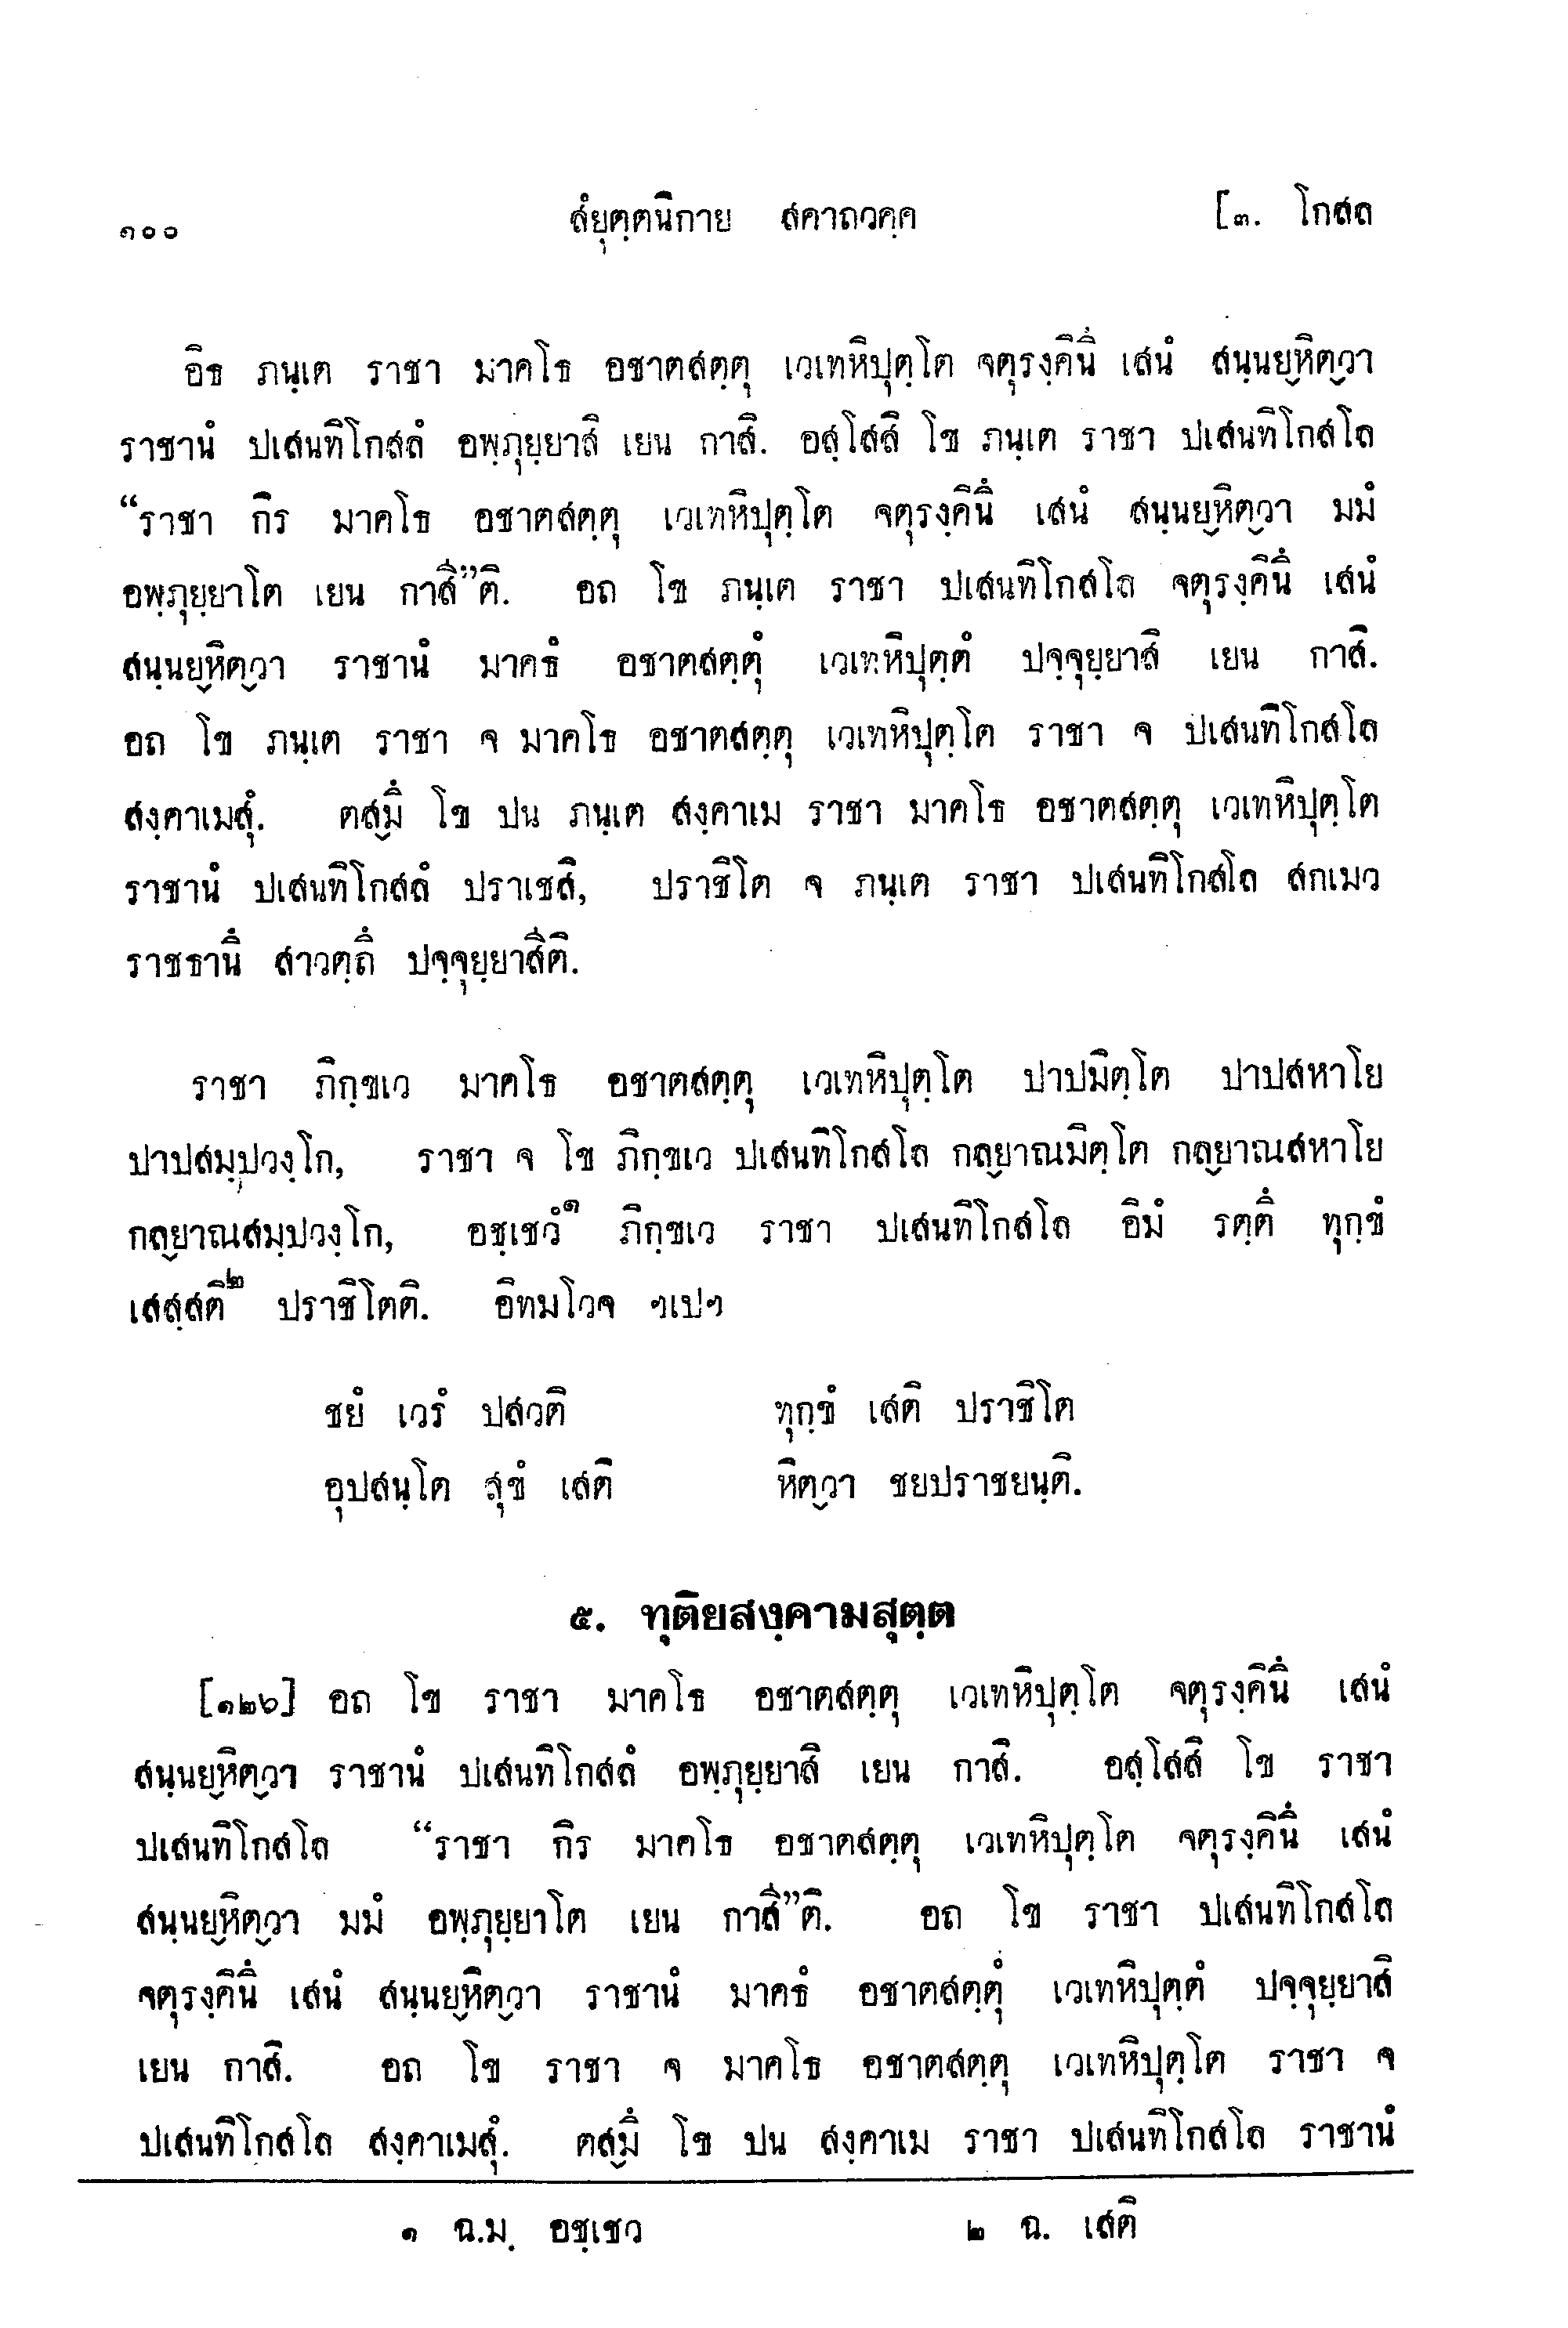 ๑๐๐ สํยุตฺตนิกาย สคาถวคฺค [๓. โกสล
อิธ ภนฺเต ราชา มาคโธ อชาตสตฺตุ เวเทหิปุตฺโต จตุรงฺคินึ เสนํ สนฺนยฺหิตฺวา
ราชานํ ปเสนทิโกสลํ อพฺภุยฺยาสิ เยน กาสิ. อสฺโสสิ โข ภนฺเต ราชา ปเสนทิโกสโล
“ราชา กิร มาคโธ อชาตสตฺตุ เวเทหิปุตฺโต จตุรงฺคินึ เสนํ สนฺนยฺหิตฺวา มมํ
อพฺภุยฺยาโต เยน กาสี”ติ. อถ โข ภนฺเต ราชา ปเสนทิโกสโล จตุรงฺคินึ เสนํ
สนฺนยฺหิตฺวา ราชานํ มาคธํ อชาตสตฺตุํ เวเทหิปุตฺตํ ปจฺจุยฺยาสิ เยน กาสิ.
อถ โข ภนฺเต ราชา จ มาคโธ อชาตสตฺตุ เวเทหิปุตฺโต ราชา จ ปเสนทิโกสโล
สงฺคาเมสุํ. ตสฺมึ โข ปน ภนฺเต สงฺคาเม ราชา มาคโธ อชาตสตฺตุ เวเทหิปุตฺโต
ราชานํ ปเสนทิโกสลํ ปราเชสิ, ปราชิโต จ ภนฺเต ราชา ปเสนทิโกสโล สกเมว
ราชธานึ สาวตฺถึ ปจฺจุยฺยาสีติ.
ราชา ภิกฺขเว มาคโธ อชาตสตฺตุ เวเทหิปุตฺโต ปาปมิตฺโต ปาปสหาโย
ปาปสมฺปวงฺโก, ราชา จ โข ภิกฺขเว ปเสนทิโกสโล กลฺยาณมิตฺโต กลฺยาณสหาโย
กลฺยาณสมฺปวงฺโก, อชฺเชวํ๑ ภิกฺขเว ราชา ปเสนทิโกสโล อิมํ รตฺตึ ทุกฺขํ
เสสฺสติ๒ ปราชิโตติ. อิทมโวจ ฯเปฯ
ชยํ เวรํ ปสวติ ทุกฺขํ เสติ ปราชิโต
อุปสนฺโต สุขํ เสติ หิตฺวา ชยปราชยนฺติ.
๕. ทุติยสงฺคามสุตฺต
[๑๒๖] อถ โข ราชา มาคโธ อชาตสตฺตุ เวเทหิปุตฺโต จตุรงฺคินึ เสนํ
สนฺนยฺหิตฺวา ราชานํ ปเสนทิโกสลํ อพฺภุยฺยาสิ เยน กาสิ. อสฺโสสิ โข ราชา
ปเสนทิโกสโล “ราชา กิร มาคโธ อชาตสตฺตุ เวเทหิปุตฺโต จตุรงฺคินึ เสนํ
สนฺนยฺหิตฺวา มมํ อพฺภุยฺยาโต เยน กาสี”ติ. อถ โข ราชา ปเสนทิโกสโล
จตุรงฺคินึ เสนํ สนฺนยฺหิตฺวา ราชานํ มาคธํ อชาตสตฺตุํ เวเทหิปุตฺตํ ปจฺจุยฺยาสิ
เยน กาสิ. อถ โข ราชา จ มาคโธ อชาตสตฺตุ เวเทหิปุตฺโต ราชา จ
ปเสนทิโกสโล สงฺคาเมสุํ. ตสฺมึ โข ปน สงฺคาเม ราชา ปเสนทิโกสโล ราชานํ
๑ ฉ.มฺ อชฺเชว ๒ ฉ. เสติ